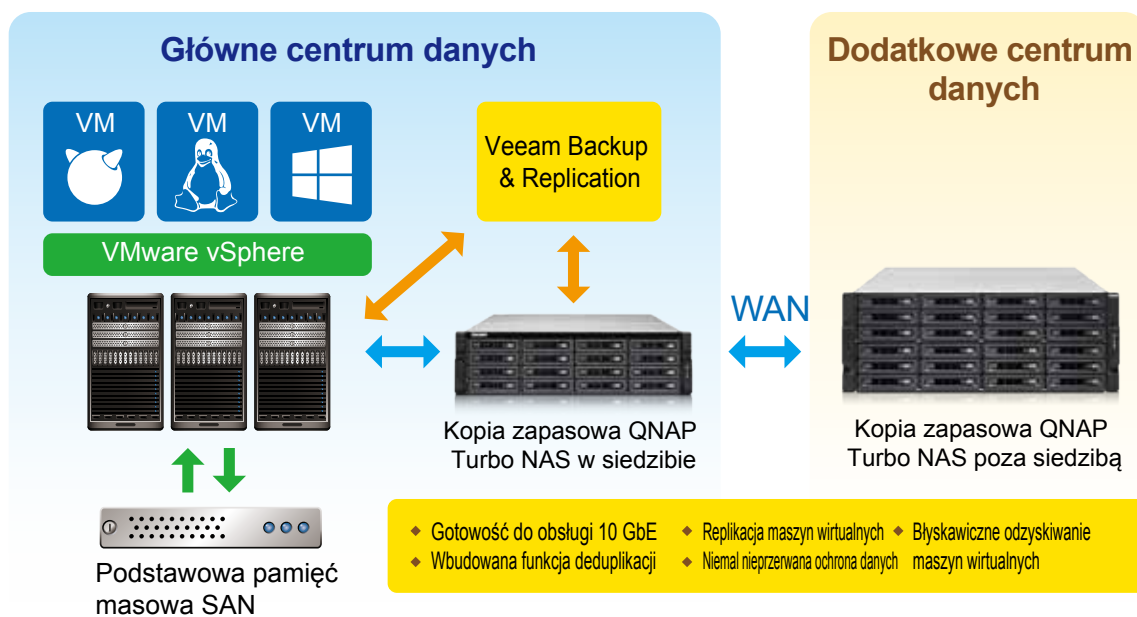 Główne centrum danych
Dodatkowe centrum
danych
VM
VM
VM
Veeam Backup
& Replication
VMware vSphere
WAN
Kopia zapasowa QNAP
Turbo NAS w siedzibie
Kopia zapasowa QNAP
Turbo NAS poza siedzibą
Podstawowa pamięć
masowa SAN
◆ Gotowość do obsługi 10 GbE
◆ Wbudowana funkcja deduplikacji
◆ Replikacja maszyn wirtualnych
◆ Niemal nieprzerwana ochrona danych
◆ Błyskawiczne odzyskiwanie
maszyn wirtualnych